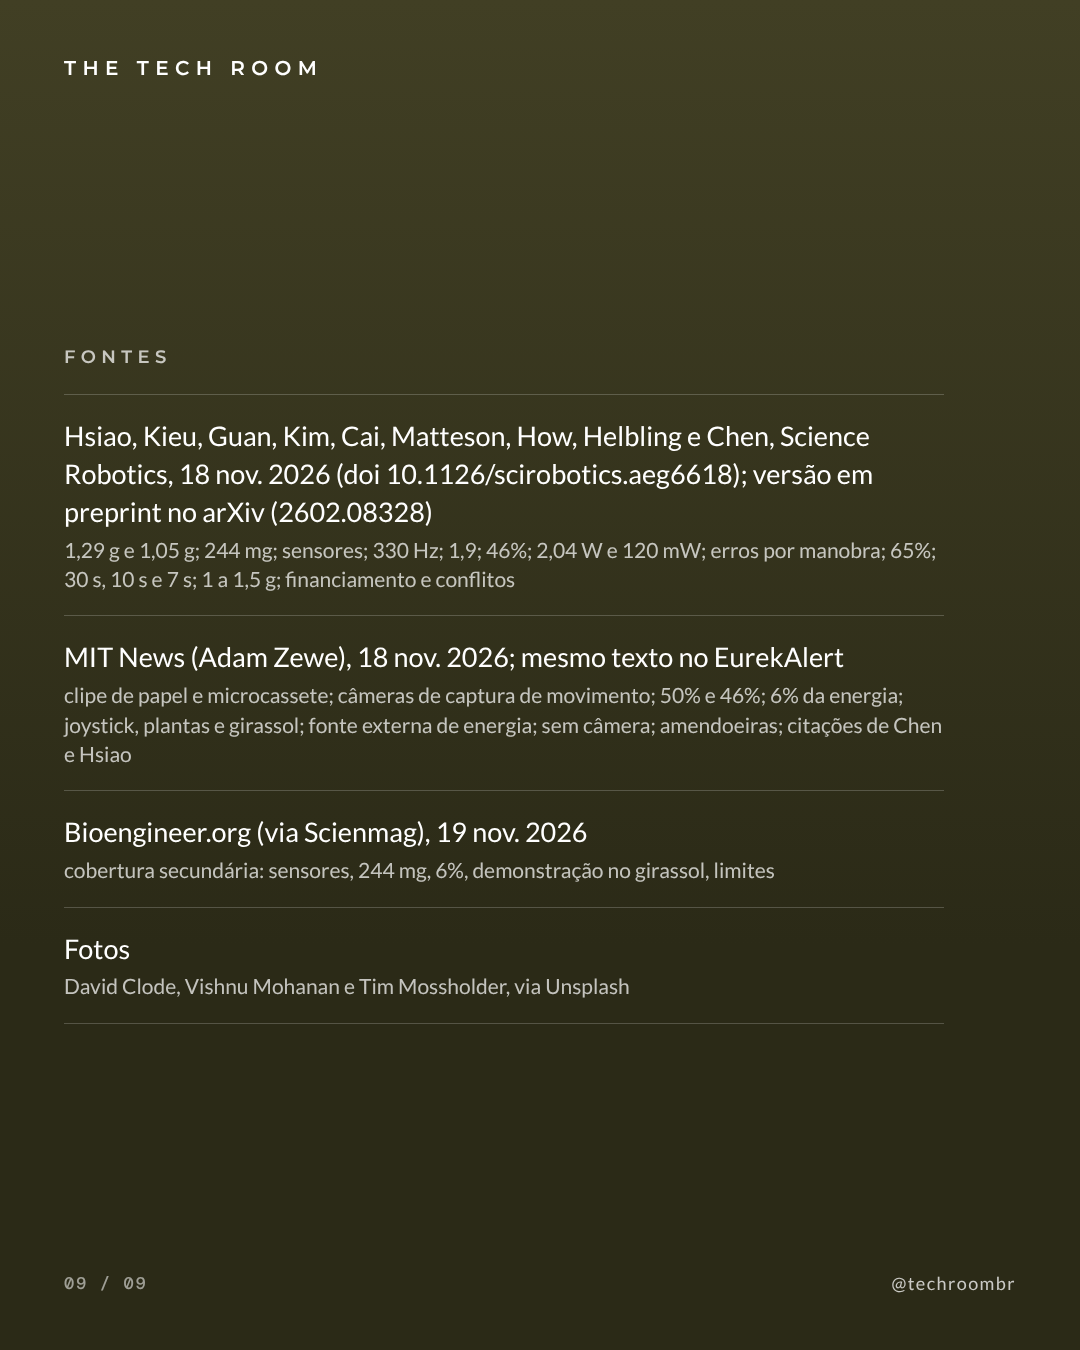 THE TECH ROOM
FONTES
Hsiao, Kieu, Guan, Kim, Cai, Matteson, How, Helbling e Chen, Science
Robotics, 18 nov. 2026 (doi 10.1126/scirobotics.aeg6618); versão em
preprint no arXiv (2602.08328)
1,29 g e 1,05 g; 244 mg; sensores; 330 Hz; 1,9; 46%; 2,04 W e 120 mW; erros por manobra; 65%;
30 s, 10 s e 7 s; 1 a 1,5 g; financiamento e conflitos
MIT News (Adam Zewe), 18 nov. 2026; mesmo texto no EurekAlert
clipe de papel e microcassete; câmeras de captura de movimento; 50% e 46%; 6% da energia;
joystick, plantas e girassol; fonte externa de energia; sem câmera; amendoeiras; citações de Chen
e Hsiao
Bioengineer.org (via Scienmag), 19 nov. 2026
cobertura secundária: sensores, 244 mg, 6%, demonstração no girassol, limites
Fotos
David Clode, Vishnu Mohanan e Tim Mossholder, via Unsplash
09 / 09
@techroombr